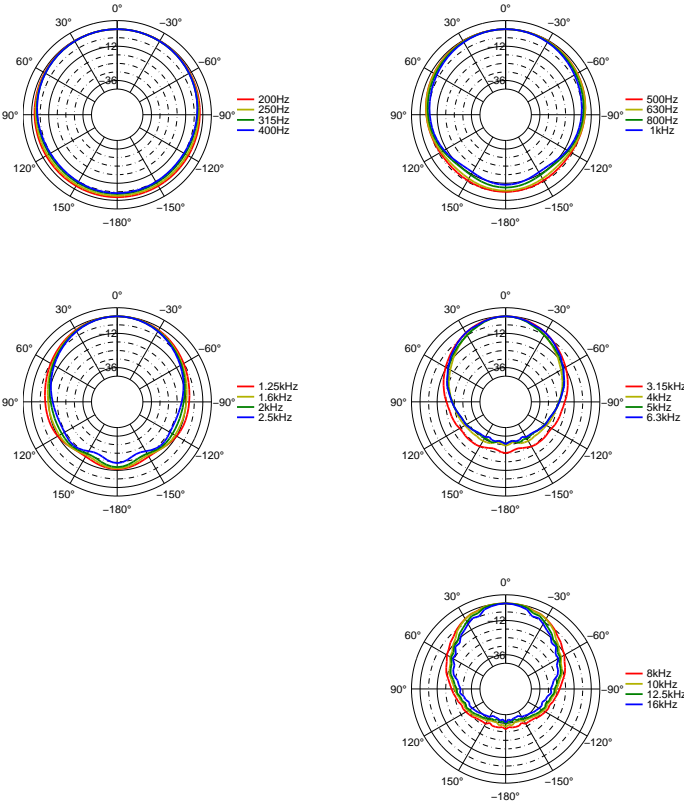 0°
30° −30°
60° −12 −60°
−36
90° −90°
120° −120°
150° −150°
−180°
200Hz
250Hz
315Hz
400Hz
0°
30° −30°
60° −12 −60°
−36
90° −90°
120° −120°
150° −150°
−180°
500Hz
630Hz
800Hz
1kHz
0°
30° −30°
60° −12 −60°
−36
90° −90°
120° −120°
150° −150°
−180°
1.25kHz
1.6kHz
2kHz
2.5kHz
0°
30° −30°
60° −12 −60°
−36
90° −90°
120° −120°
150° −150°
−180°
3.15kHz
4kHz
5kHz
6.3kHz
0°
30° −30°
60° −12 −60°
−36
90° −90°
120° −120°
150° −150°
−180°
8kHz
10kHz
12.5kHz
16kHz